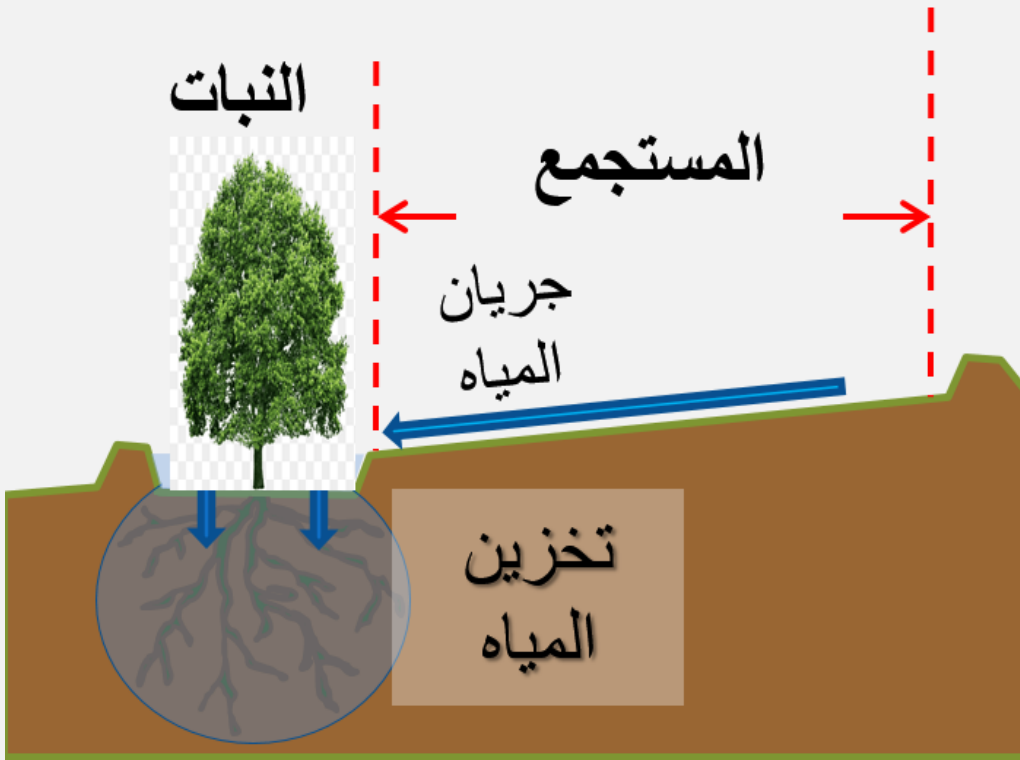 النبات
المستجمع
جريان
المياه
تخزين
المياه